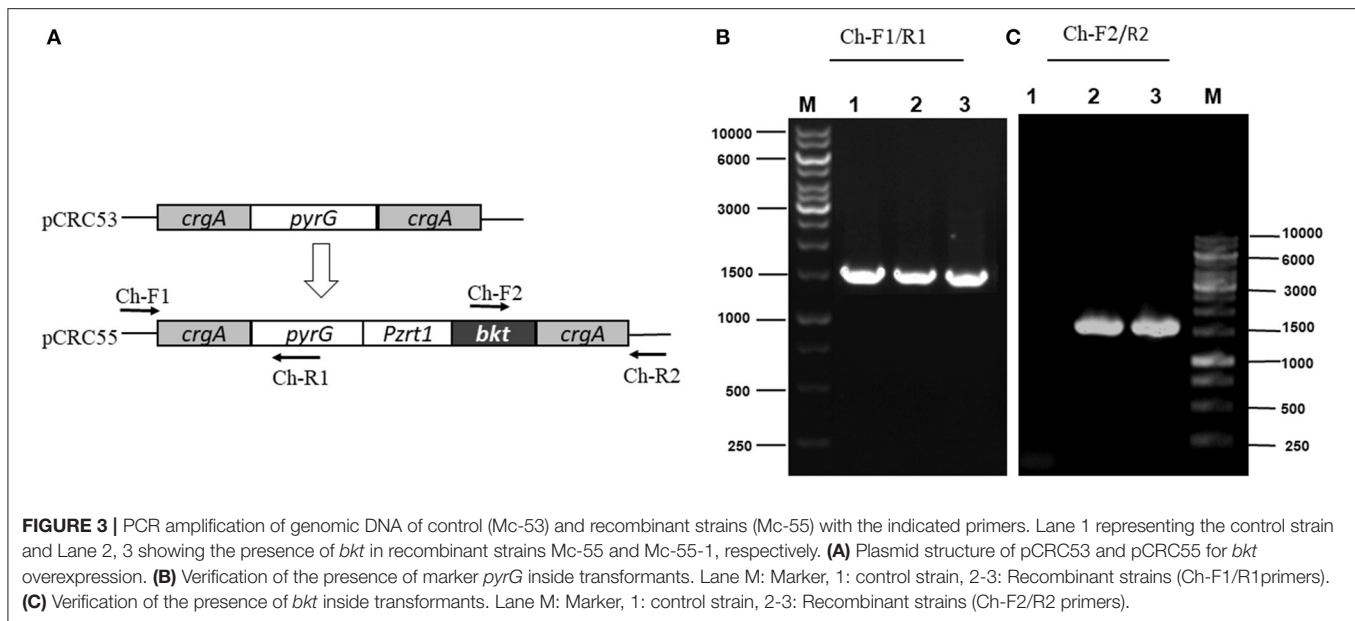 A
pCRC53
crgA pyrG crgA
Ch-F1
Ch-F2
pCRC55
crgA pyrG Pzrt1 bkt crgA
Ch-R1
Ch-R2
B
Ch-F1/R1
M 1 2 3
10000
6000
3000
1500
1000
500
250
C
Ch-F2/R2
1 2 3 M
10000
6000
3000
1500
1000
500
250
FIGURE 3 | PCR amplification of genomic DNA of control (Mc-53) and recombinant strains (Mc-55) with the indicated primers. Lane 1 representing the control strain
and Lane 2, 3 showing the presence of bkt in recombinant strains Mc-55 and Mc-55-1, respectively. (A) Plasmid structure of pCRC53 and pCRC55 for bkt
overexpression. (B) Verification of the presence of marker pyrG inside transformants. Lane M: Marker, 1: control strain, 2-3: Recombinant strains (Ch-F1/R1primers).
(C) Verification of the presence of bkt inside transformants. Lane M: Marker, 1: control strain, 2-3: Recombinant strains (Ch-F2/R2 primers).